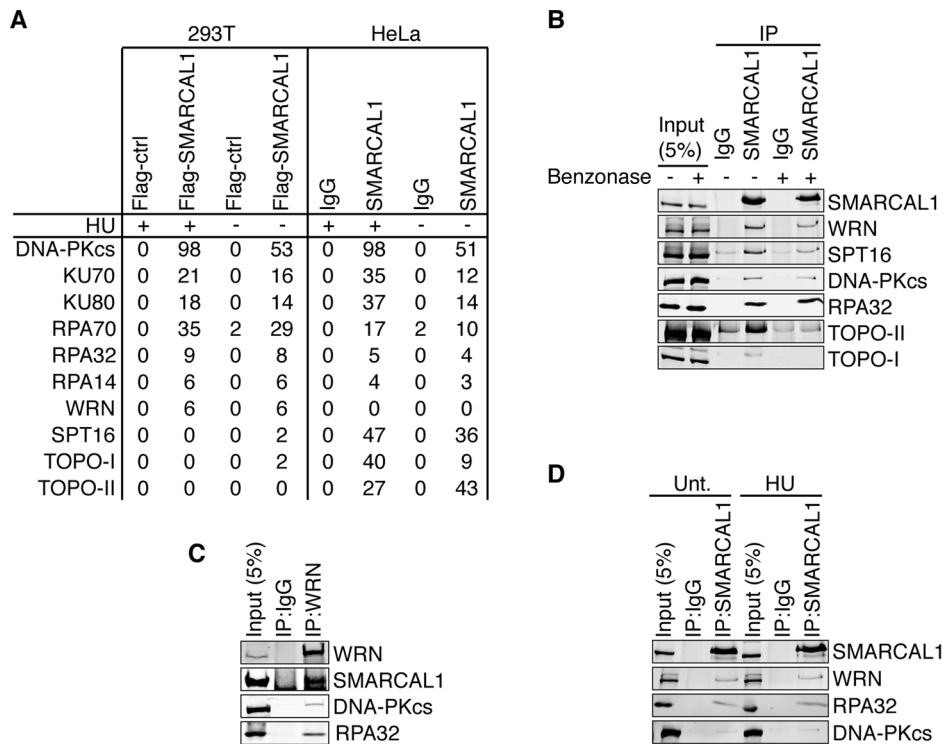 A
293T HeLa
Flag-ctrl Flag-SMARCAL1 Flag-ctrl Flag-SMARCAL1 IgG SMARCAL1 IgG SMARCAL1
HU + + - - + + - -
DNA-PKcs 0 98 0 53 0 98 0 51
KU70 0 21 0 16 0 35 0 12
KU80 0 18 0 14 0 37 0 14
RPA70 0 35 2 29 0 17 2 10
RPA32 0 9 0 8 0 5 0 4
RPA14 0 6 0 6 0 4 0 3
WRN 0 6 0 6 0 0 0 0
SPT16 0 0 0 2 0 47 0 36
TOPO-I 0 0 0 2 0 40 0 9
TOPO-II 0 0 0 0 0 27 0 43
B
IP
Input (5%) IgG SMARCAL1 IgG SMARCAL1
Benzonase - + - - + +
SMARCAL1
WRN
SPT16
DNA-PKcs
RPA32
TOPO-II
TOPO-I
C
Input (5%) IP:IgG IP:WRN
WRN
SMARCAL1
DNA-PKcs
RPA32
D
Unt. HU
Input (5%) IP:IgG IP:SMARCAL1 Input (5%) IP:IgG IP:SMARCAL1
SMARCAL1
WRN
RPA32
DNA-PKcs